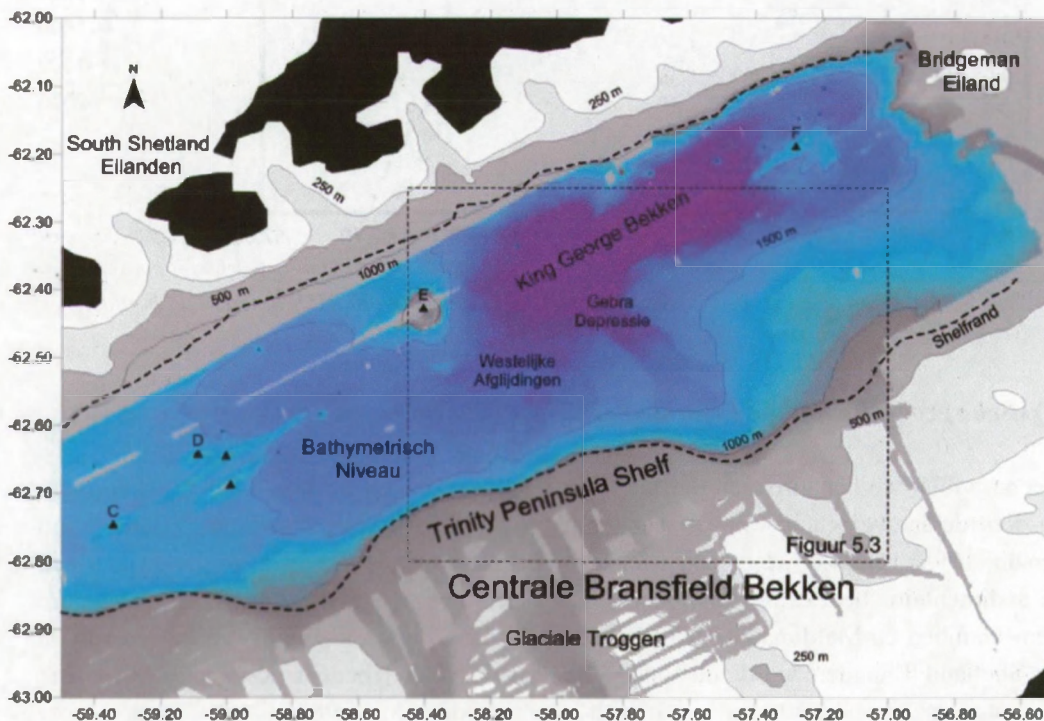 -62.00
-62.10
-62.20
-62.30
-62.40
-62.50
-62.60
-62.70
-62.80
-62.90
-63.00
N
South Shetland
Eilanden
250 m
250 m
Bridgeman
Eiland
F
King George Bekken
1500 m
1000 m
500 m
E
Gebra
Depressie
Westelijke
Afglijdingen
Shelfrand
500 m
1000 m
D
Bathymetrisch
Niveau
C
Trinity Peninsula Shelf
Figuur 5.3
Centrale Bransfield Bekken
Glaciale Troggen
250 m
-59.40 -59.20 -59.00 -58.80 -58.60 -58.40 -58.20 -58.00 -57.80 -57.60 -57.40 -57.20 -57.00 -56.80 -56.60